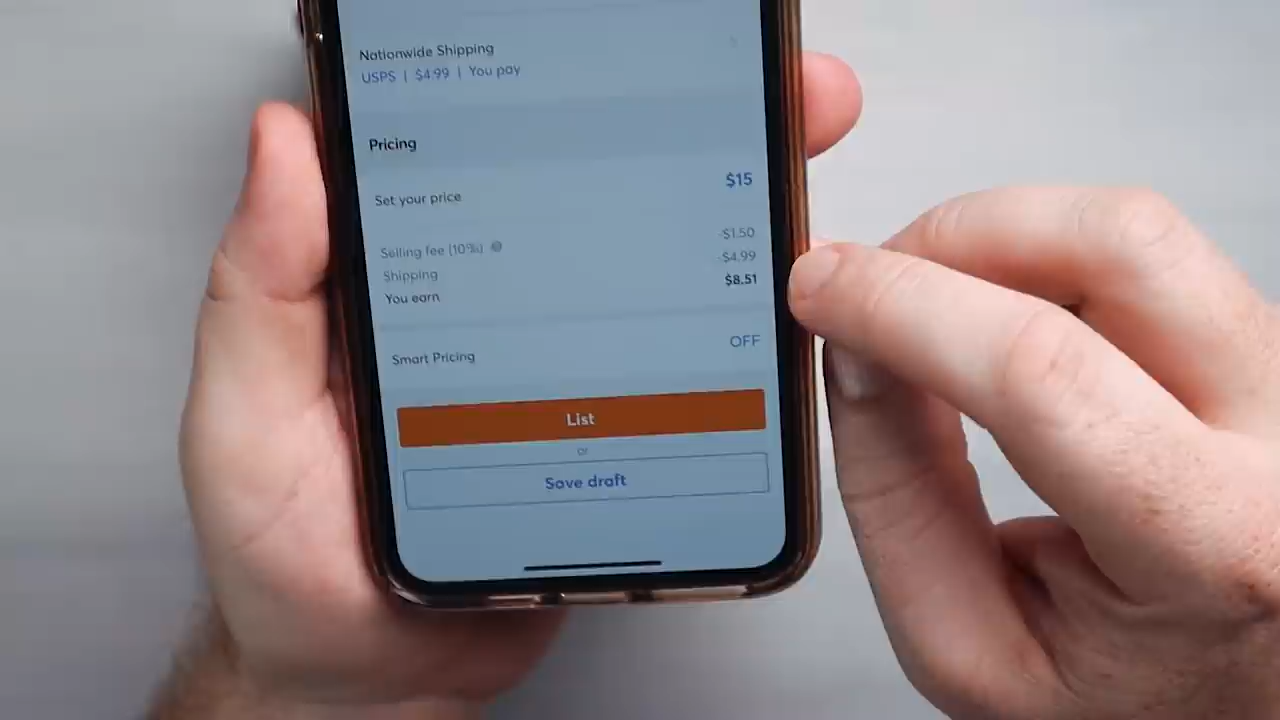 Nationwide Shipping
USPS | $4.99 | You pay
Pricing
Set your price $15
Selling fee (10%) -$1.50
Shipping -$4.99
You earn $8.51
Smart Pricing OFF
List
or
Save draft